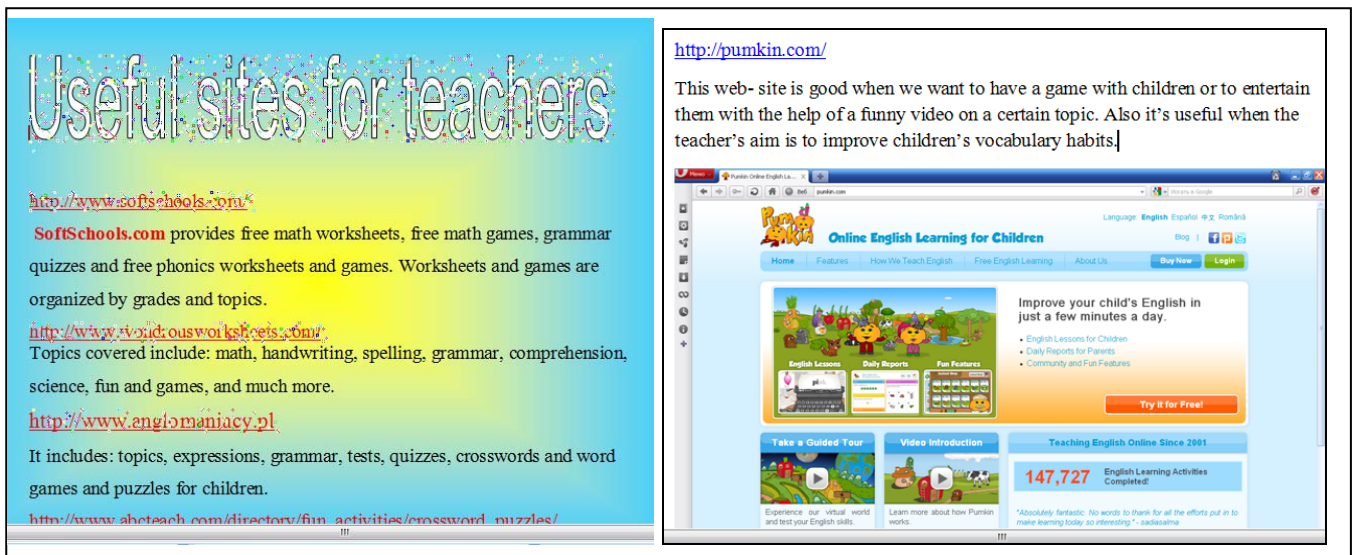 Useful sites for teachers
http://www.softschools.com/
SoftSchools.com provides free math worksheets, free math games, grammar
quizzes and free phonics worksheets and games. Worksheets and games are
organized by grades and topics.
http://www.wondrousworksheets.com/
Topics covered include: math, handwriting, spelling, grammar, comprehension,
science, fun and games, and much more.
http://www.anglomaniacy.pl
It includes: topics, expressions, grammar, tests, quizzes, crosswords and word
games and puzzles for children.
http://www.abcteach.com/directory/fun_activities/crossword_puzzles/
http://pumkin.com/
This web- site is good when we want to have a game with children or to entertain
them with the help of a funny video on a certain topic. Also it's useful when the
teacher's aim is to improve children's vocabulary habits.
Меню
Pumkin Online English Le...
Веб pumkin.com
Искать в Google
PumKin
Language: English Español 中文 Română
Online English Learning for Children
Blog |
Home Features How We Teach English Free English Learning About Us Buy Now Login
English Lessons Daily Reports Fun Features
Improve your child's English in
just a few minutes a day.
• English Lessons for Children
• Daily Reports for Parents
• Community and Fun Features
Try it for Free!
Take a Guided Tour
Experience our virtual world
and test your English skills.
Video Introduction
Learn more about how Pumkin
works.
Teaching English Online Since 2001
147,727 English Learning Activities
Completed!
"Absolutely fantastic. No words to thank for all the efforts put in to
make learning today so interesting." - sadiasalma